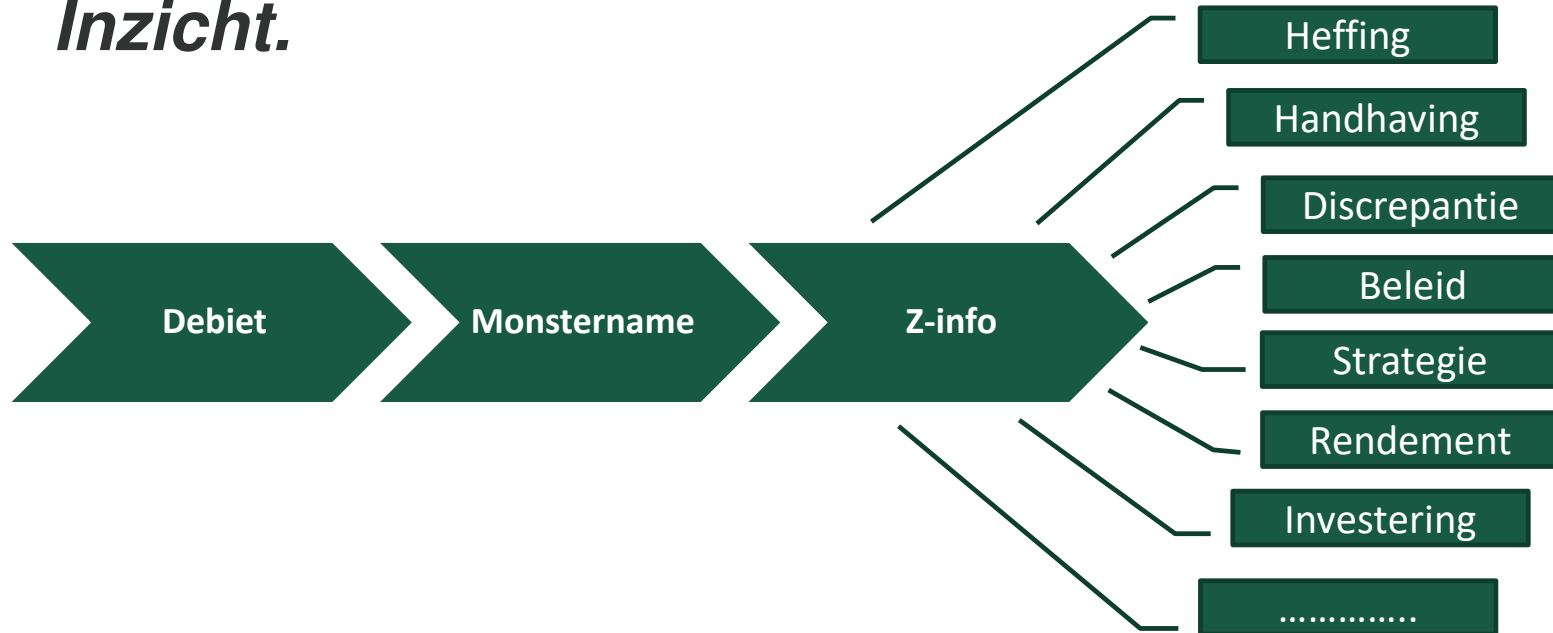 Inzicht.
Heffing
Handhaving
Discrepantie
Beleid
Strategie
Rendement
Investering
…………..
Debiet
Monstername
Z-info